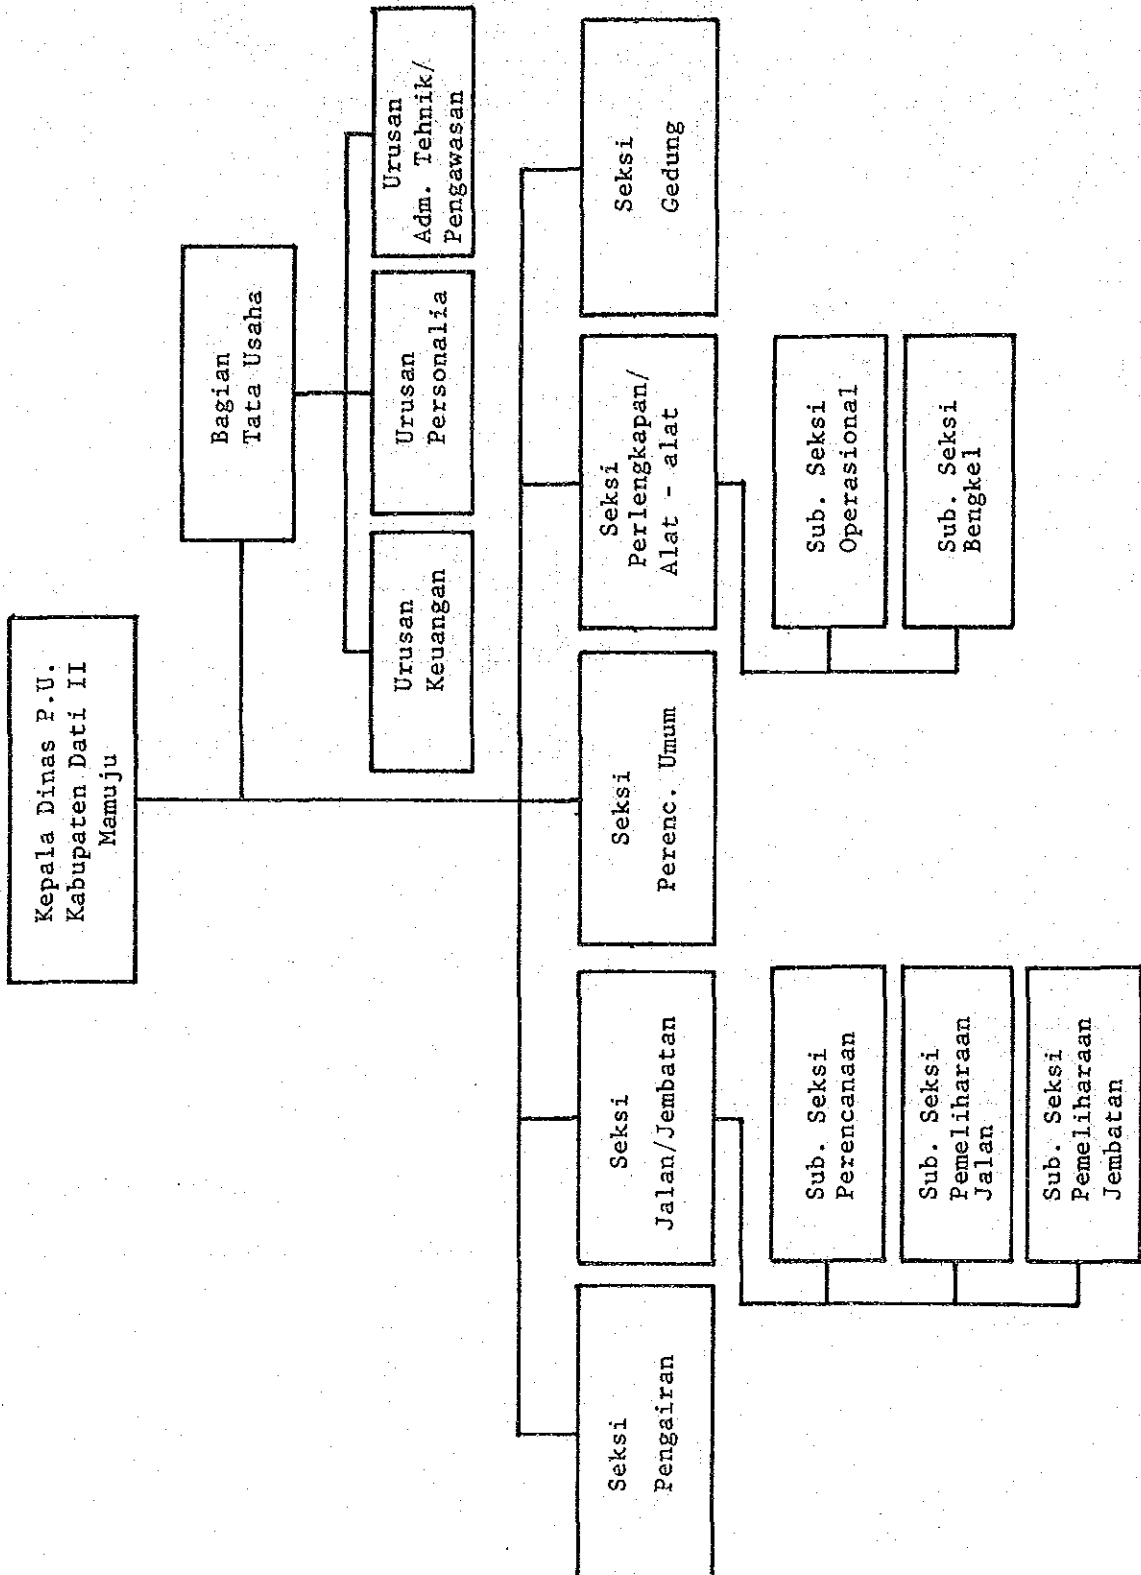 Kepala Dinas P.U.
Kabupaten Dati II
Mamuju
Bagian
Tata Usaha
Urusan
Keuangan
Urusan
Personalia
Urusan
Adm. Tehnik/
Pengawasan
Seksi
Pengairan
Seksi
Jalan/Jembatan
Seksi
Perenc. Umum
Seksi
Perlengkapan/
Alat - alat
Seksi
Gedung
Sub. Seksi
Perencanaan
Sub. Seksi
Pemeliharaan
Jalan
Sub. Seksi
Pemeliharaan
Jembatan
Sub. Seksi
Operasional
Sub. Seksi
Bengkel